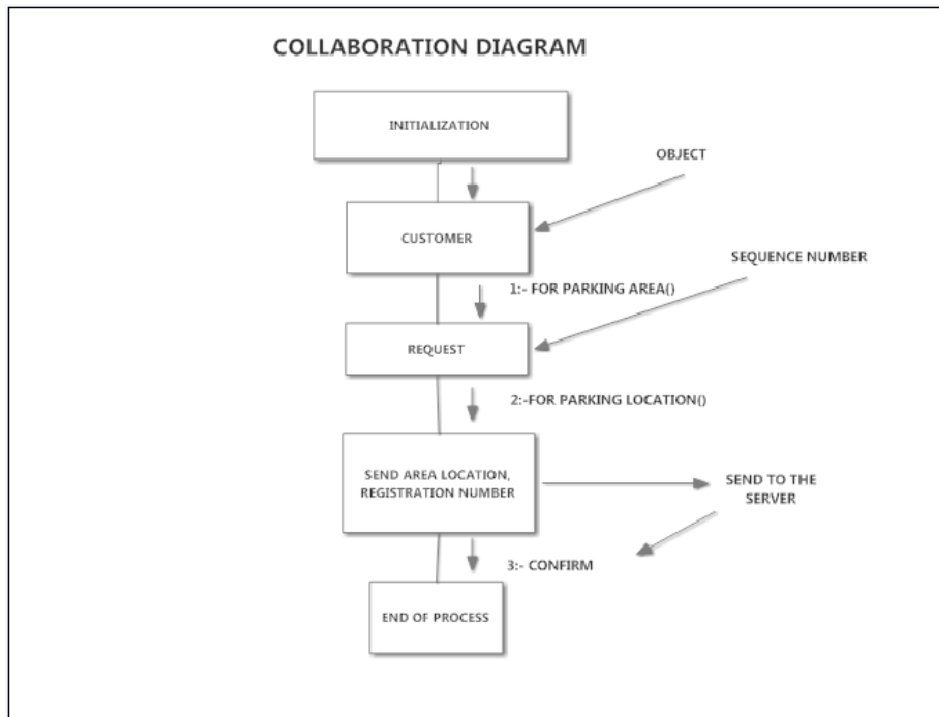 COLLABORATION DIAGRAM
INITIALIZATION
OBJECT
CUSTOMER
SEQUENCE NUMBER
1:- FOR PARKING AREA()
REQUEST
2:-FOR PARKING LOCATION()
SEND AREA LOCATION,
REGISTRATION NUMBER
SEND TO THE
SERVER
3:- CONFIRM
END OF PROCESS